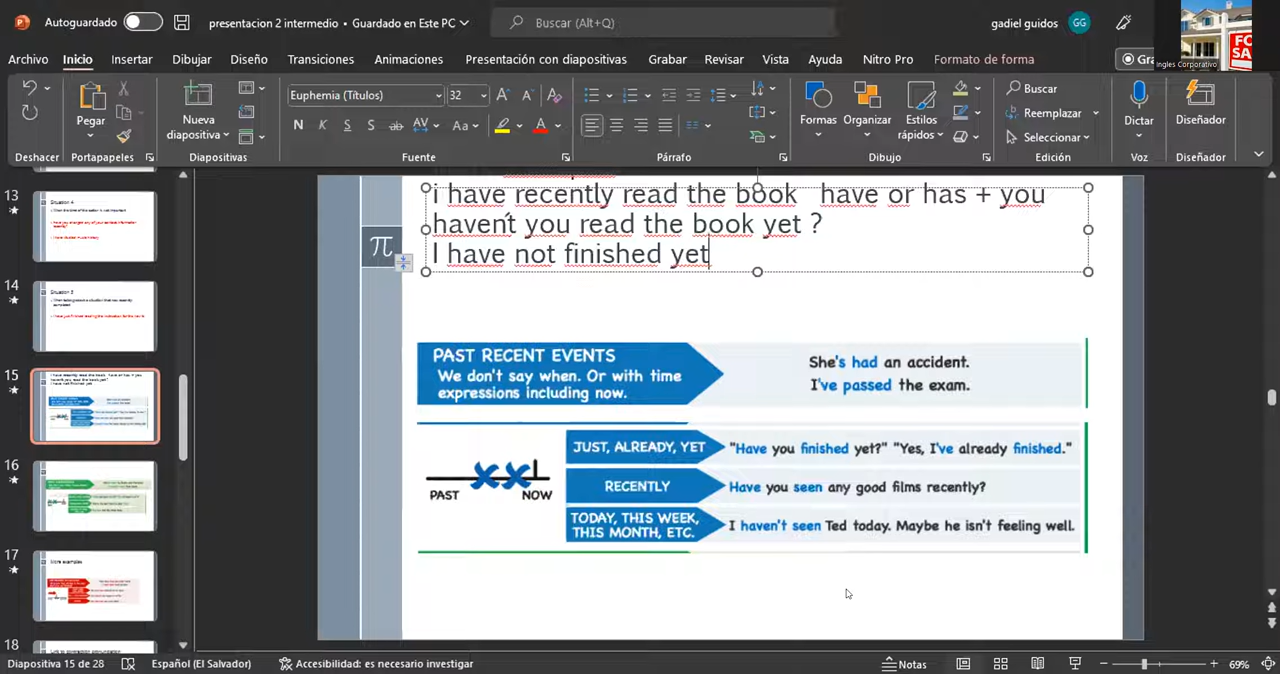 Autoguardado
presentacion 2 intermedio • Guardado en Este PC
Buscar (Alt+Q)
gadiel guidos
GG
FOR
Ingles Corporativo
Archivo Inicio Insertar Dibujar Diseño Transiciones Animaciones Presentación con diapositivas Grabar Revisar Vista Ayuda Nitro Pro Formato de forma
Pegar
Nueva
diapositiva
Euphemia (Títulos) 32
N K S S ab AV Aa A
Formas Organizar Estilos
rápidos
Buscar
Reemplazar
Seleccionar
Dictar
Diseñador
Deshacer Portapapeles Diapositivas Fuente Párrafo Dibujo Edición Voz Diseñador
13
14
15
16
17
More examples
18
π
i have recently read the book have or has + you
havent you read the book yet ?
I have not finished yet
PAST RECENT EVENTS
We don't say when. Or with time
expressions including now.
She's had an accident.
I've passed the exam.
PAST NOW
JUST, ALREADY, YET
"Have you finished yet?" "Yes, I've already finished."
RECENTLY
Have you seen any good films recently?
TODAY, THIS WEEK,
THIS MONTH, ETC.
I haven't seen Ted today. Maybe he isn't feeling well.
Diapositiva 15 de 28 Español (El Salvador) Accesibilidad: es necesario investigar Notas 69%